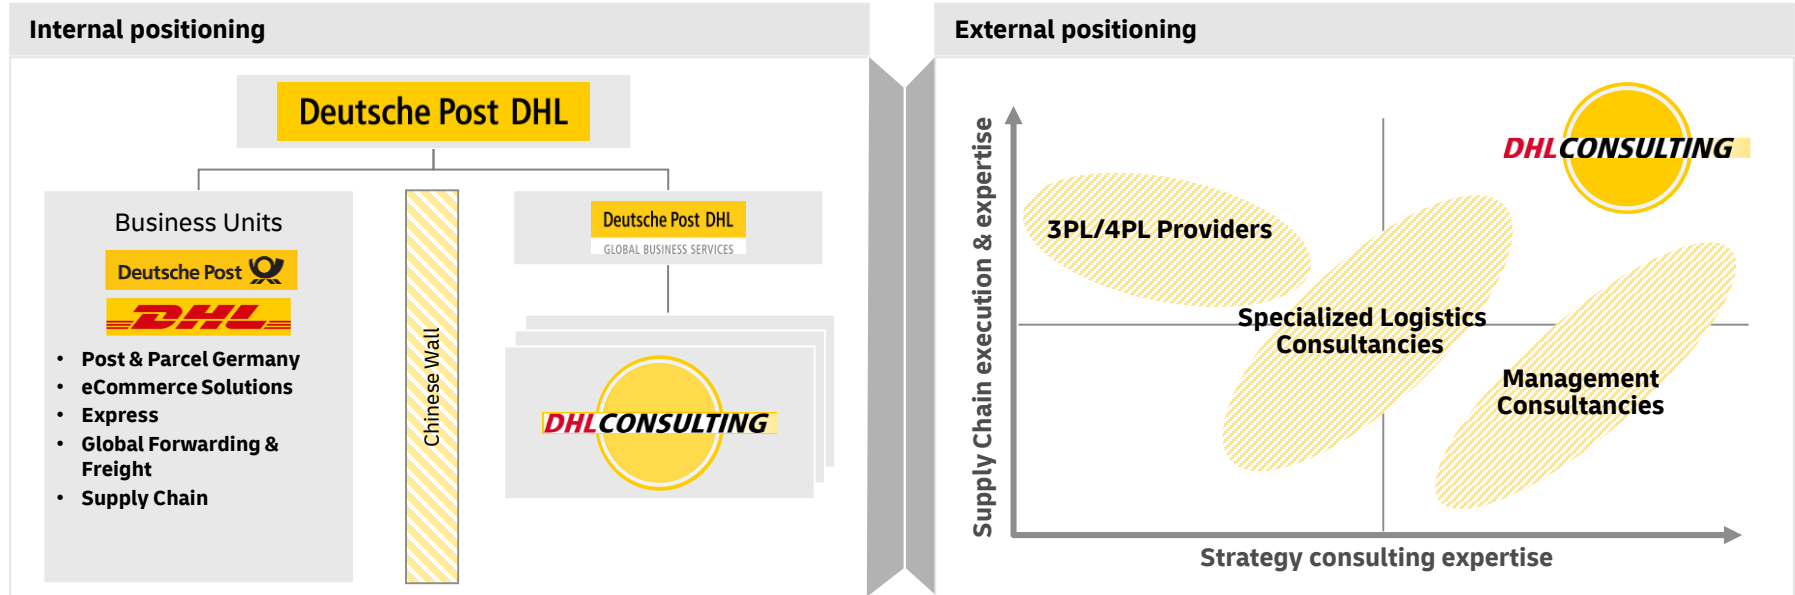 Internal positioning
Deutsche Post DHL
Business Units
Deutsche Post
DHL
• Post & Parcel Germany
• eCommerce Solutions
• Express
• Global Forwarding &
Freight
• Supply Chain
Chinese Wall
Deutsche Post DHL
GLOBAL BUSINESS SERVICES
DHLCONSULTING
External positioning
Supply Chain execution & expertise
DHLCONSULTING
3PL/4PL Providers
Specialized Logistics
Consultancies
Management
Consultancies
Strategy consulting expertise